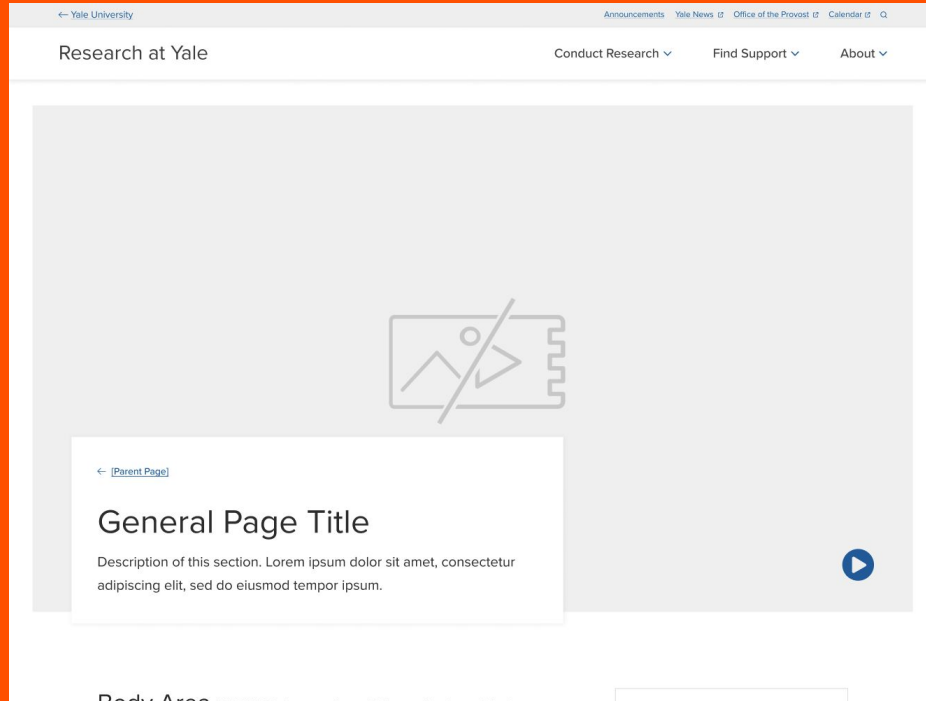 ← Yale University
Announcements Yale News Office of the Provost Calendar
Research at Yale
Conduct Research Find Support About
← [Parent Page]
General Page Title
Description of this section. Lorem ipsum dolor sit amet, consectetur
adipiscing elit, sed do eiusmod tempor ipsum.
Body Area